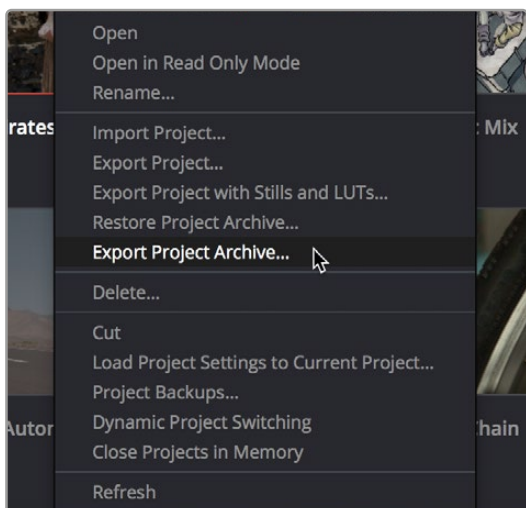 Open
Open in Read Only Mode
Rename...
rates
: Mix
Import Project...
Export Project...
Export Project with Stills and LUTs...
Restore Project Archive...
Export Project Archive...
Delete...
Cut
Load Project Settings to Current Project...
Project Backups...
Autor
Dynamic Project Switching
hain
Close Projects in Memory
Refresh